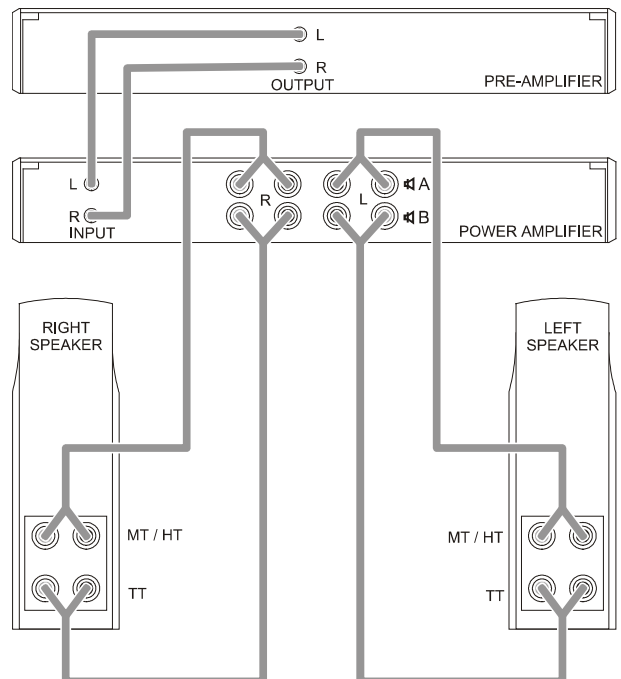 L
R
OUTPUT
PRE-AMPLIFIER
L
R
INPUT
R
L
A
B
POWER AMPLIFIER
RIGHT
SPEAKER
LEFT
SPEAKER
MT / HT
MT / HT
TT
TT